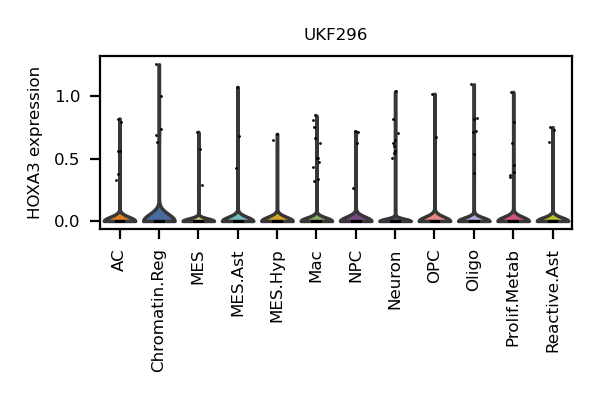 UKF296
HOXA3 expression
1.0
0.5
0.0
AC
Chromatin.Reg
MES
MES.Ast
MES.Hyp
Mac
NPC
Neuron
OPC
Oligo
Prolif.Metab
Reactive.Ast